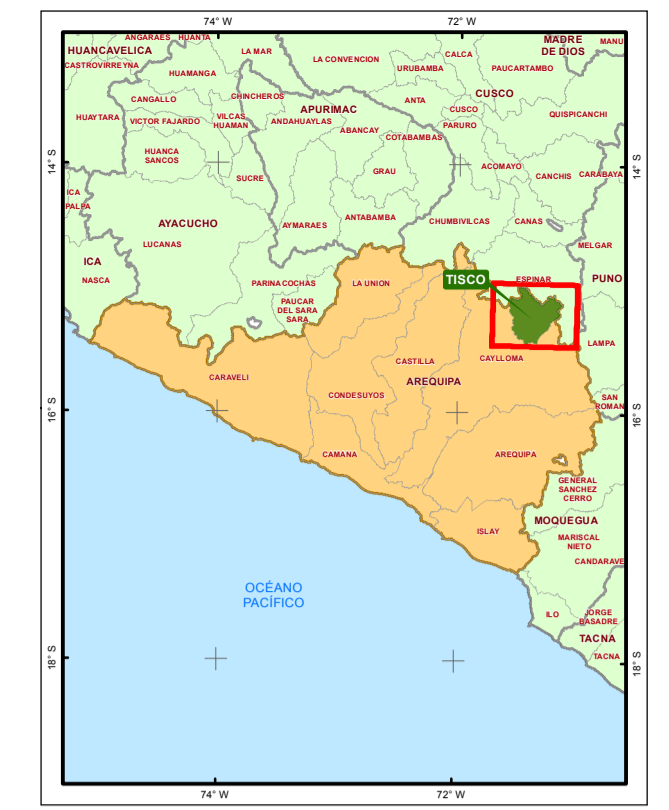 74° W
72° W
ANGARAES
HUANTA
HUANCAVELICA
LA MAR
MADRE
DE DIOS
MANU
CASTROVIRREYNA
LA CONVENCION
CALCA
HUAMANGA
URUBAMBA
PAUCARTAMBO
CANGALLO
CHINCHEROS
ANTA
CUSCO
HUAYTARA
VICTOR FAJARDO
VILCAS
HUAMAN
APURIMAC
ANDAHUAYLAS
ABANCAY
COTABAMBAS
CUSCO
PARURO
QUISPICANCHI
14° S
HUANCA
SANCOS
SUCRE
GRAU
ACOMAYO
CANCHIS
CARABAYA
14° S
ICA
PALPA
AYACUCHO
LUCANAS
AYMARAES
ANTABAMBA
CHUMBIVILCAS
CANAS
MELGAR
ICA
NASCA
PARINACOCHAS
LA UNION
TISCO
ESPINAR
PUNO
PAUCAR
DEL SARA
SARA
LAMPA
CARAVELI
CASTILLA
CAYLLOMA
AREQUIPA
CONDESUYOS
SAN
ROMAN
16° S
16° S
CAMANA
AREQUIPA
GENERAL
SANCHEZ
CERRO
MOQUEGUA
ISLAY
MARISCAL
NIETO
CANDARAVE
OCÉANO
PACÍFICO
ILO
JORGE
BASADRE
TACNA
TACNA
18° S
18° S
74° W
72° W